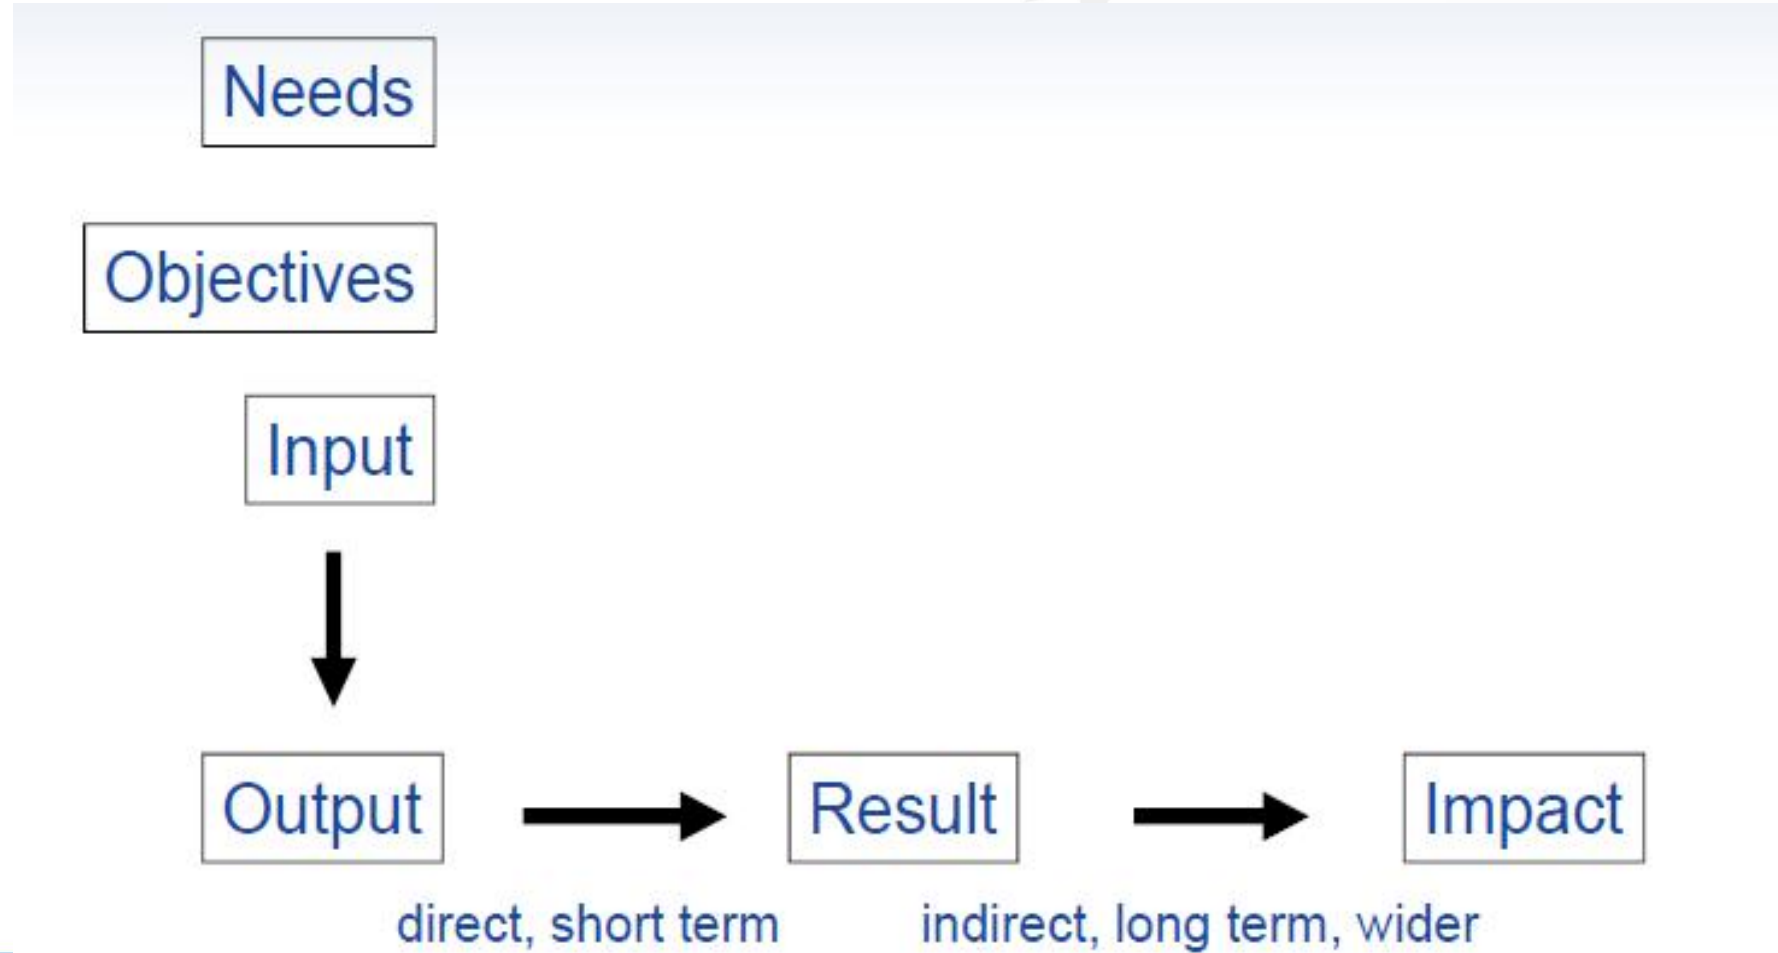 Needs
Objectives
Input
Output
Result
Impact
direct, short term
indirect, long term, wider